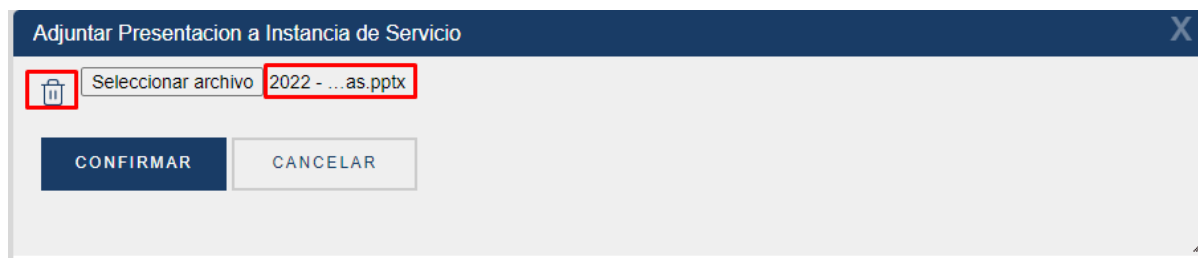 Adjuntar Presentacion a Instancia de Servicio X
Seleccionar archivo 2022 - ...as.pptx
CONFIRMAR CANCELAR